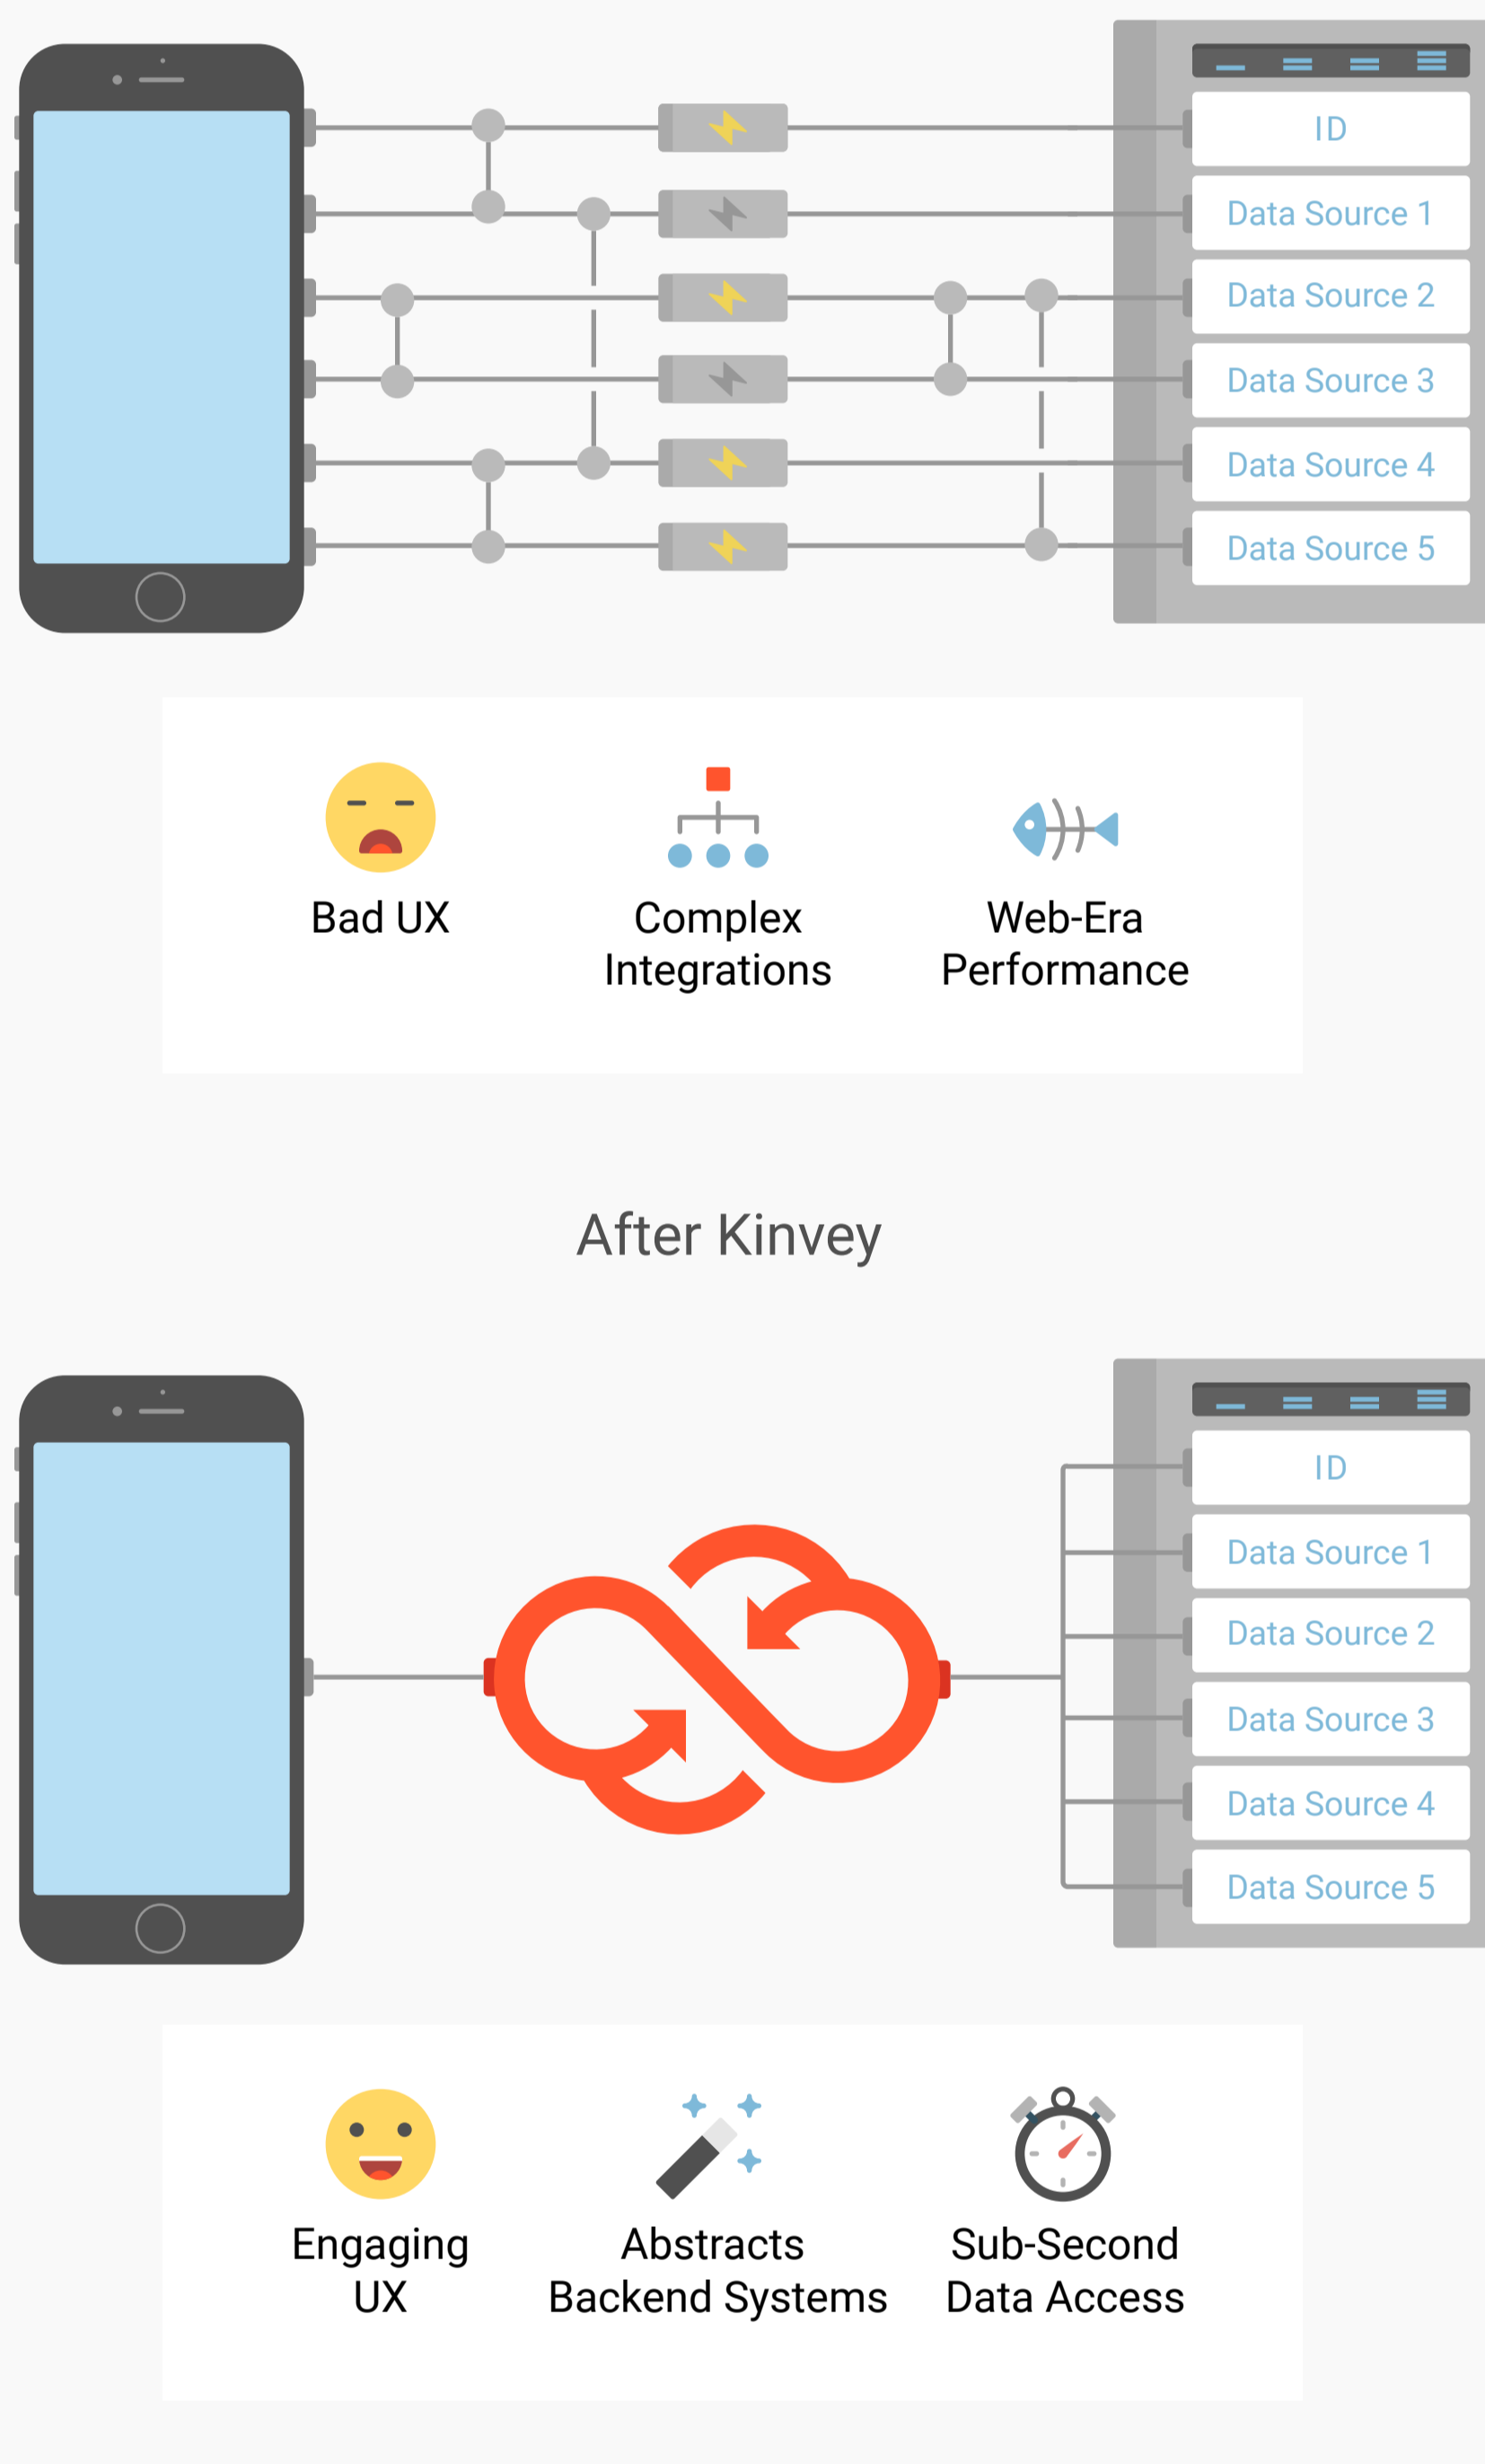 ID
Data Source 1
Data Source 2
Data Source 3
Data Source 4
Data Source 5
Bad UX
Complex
Integrations
Web-Era
Performance
After Kinvey
ID
Data Source 1
Data Source 2
Data Source 3
Data Source 4
Data Source 5
Engaging
UX
Abstracts
Backend Systems
Sub-Second
Data Access